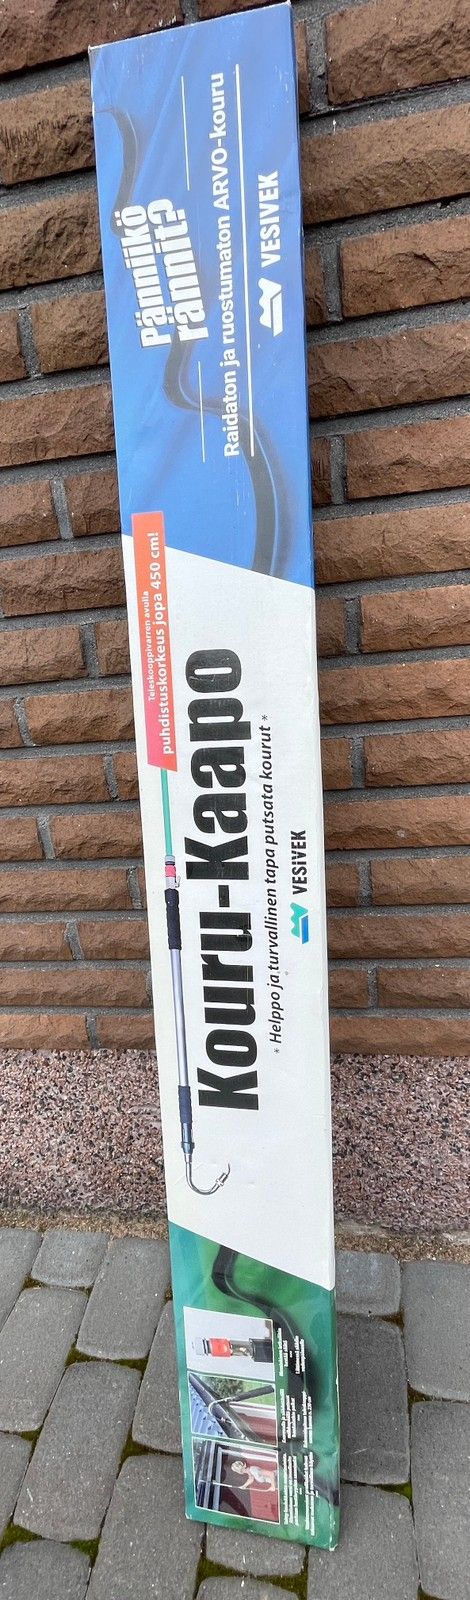 Pänniikö
rännit?
Raidaton ja ruostumaton ARVO-kouru
VESIVEK
Teleskooppivarren avulla
puhdistuskorkeus jopa 450 cm!
Kouru-Kaapo
* Helppo ja turvallinen tapa putsata kourut *
VESIVEK